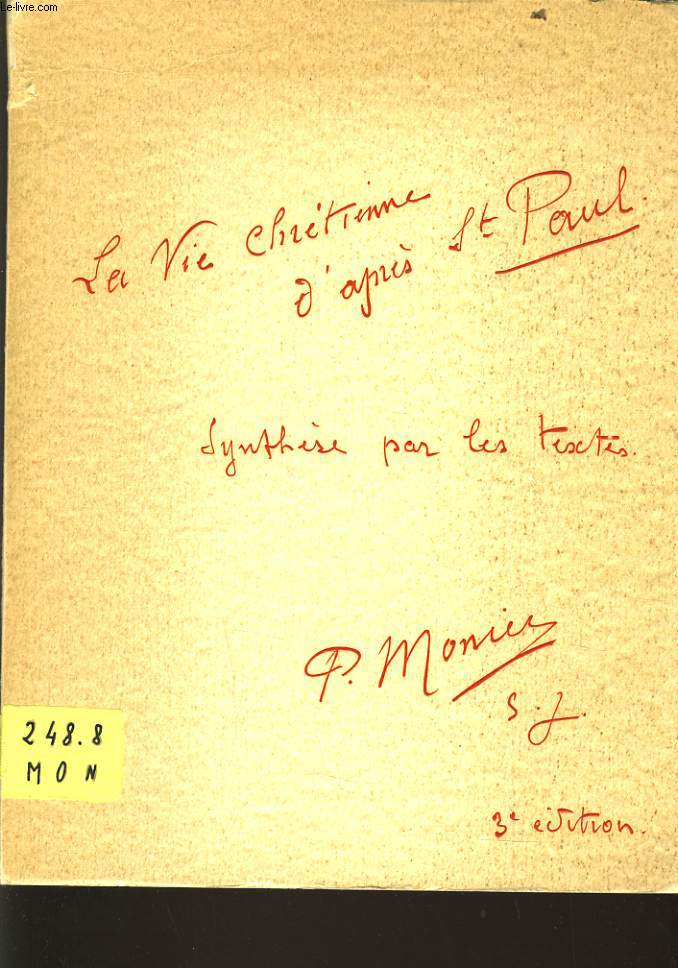 Le-livre.com
La Vie Chrétienne
d'après St Paul.
Synthèse par les textes.
P. Monier
S.J.
248.8
MON
3e édition.